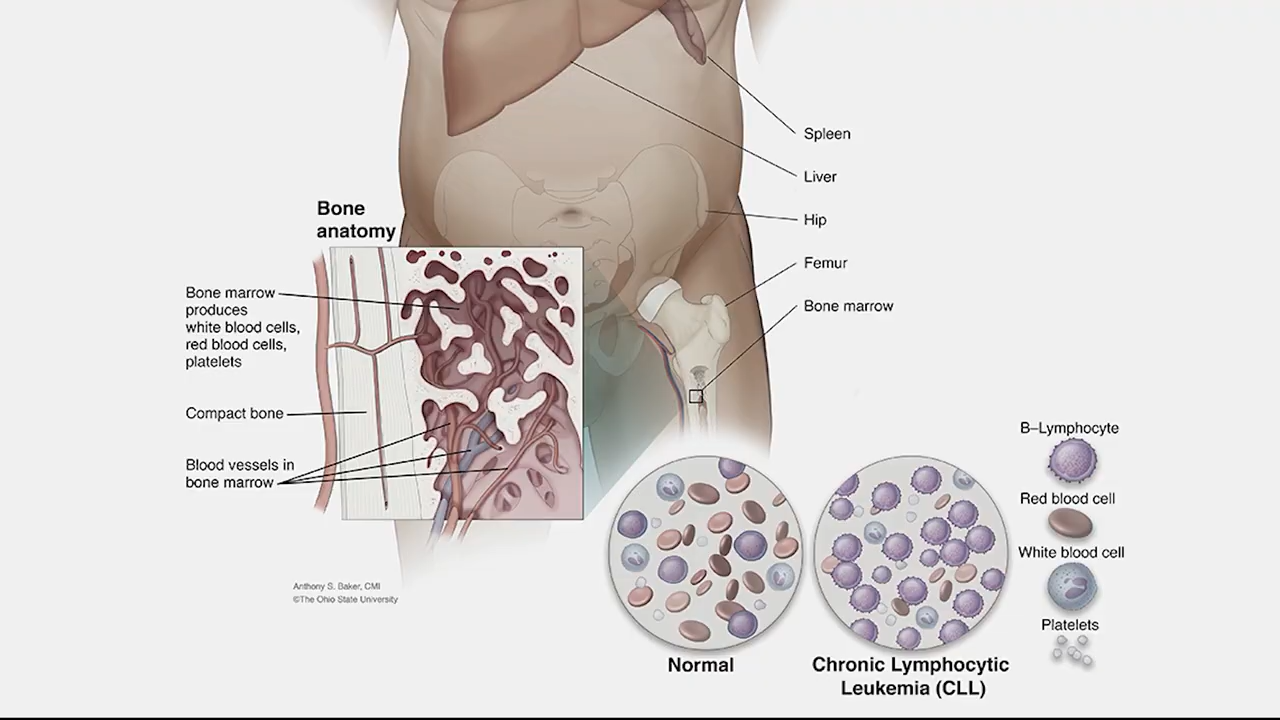 Spleen
Liver
Hip
Femur
Bone marrow
Bone
anatomy
Bone marrow
produces
white blood cells,
red blood cells,
platelets
Compact bone
Blood vessels in
bone marrow
Anthony S. Baker, CMI
©The Ohio State University
B–Lymphocyte
Red blood cell
White blood cell
Platelets
Normal
Chronic Lymphocytic
Leukemia (CLL)